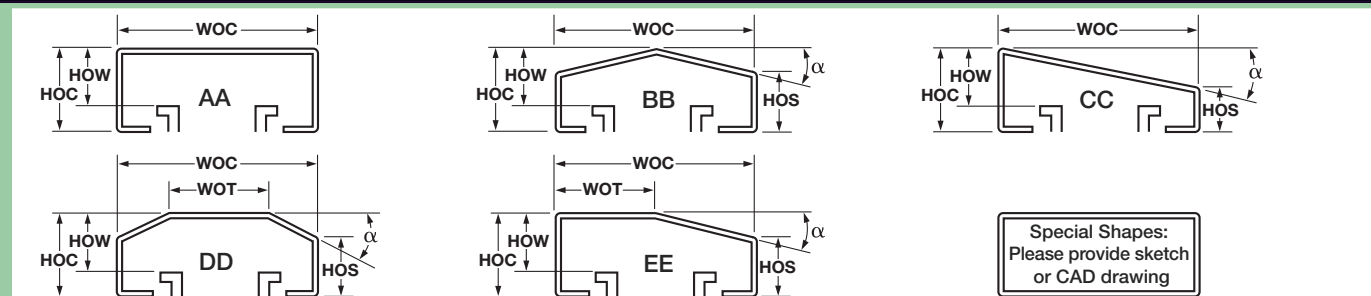 WOC
HOW
HOC
AA
WOC
HOW
HOC
BB
α
HOS
WOC
HOW
HOC
CC
α
HOS
WOC
WOT
HOW
HOC
DD
α
HOS
WOC
WOT
HOW
HOC
EE
α
HOS
Special Shapes:
Please provide sketch
or CAD drawing